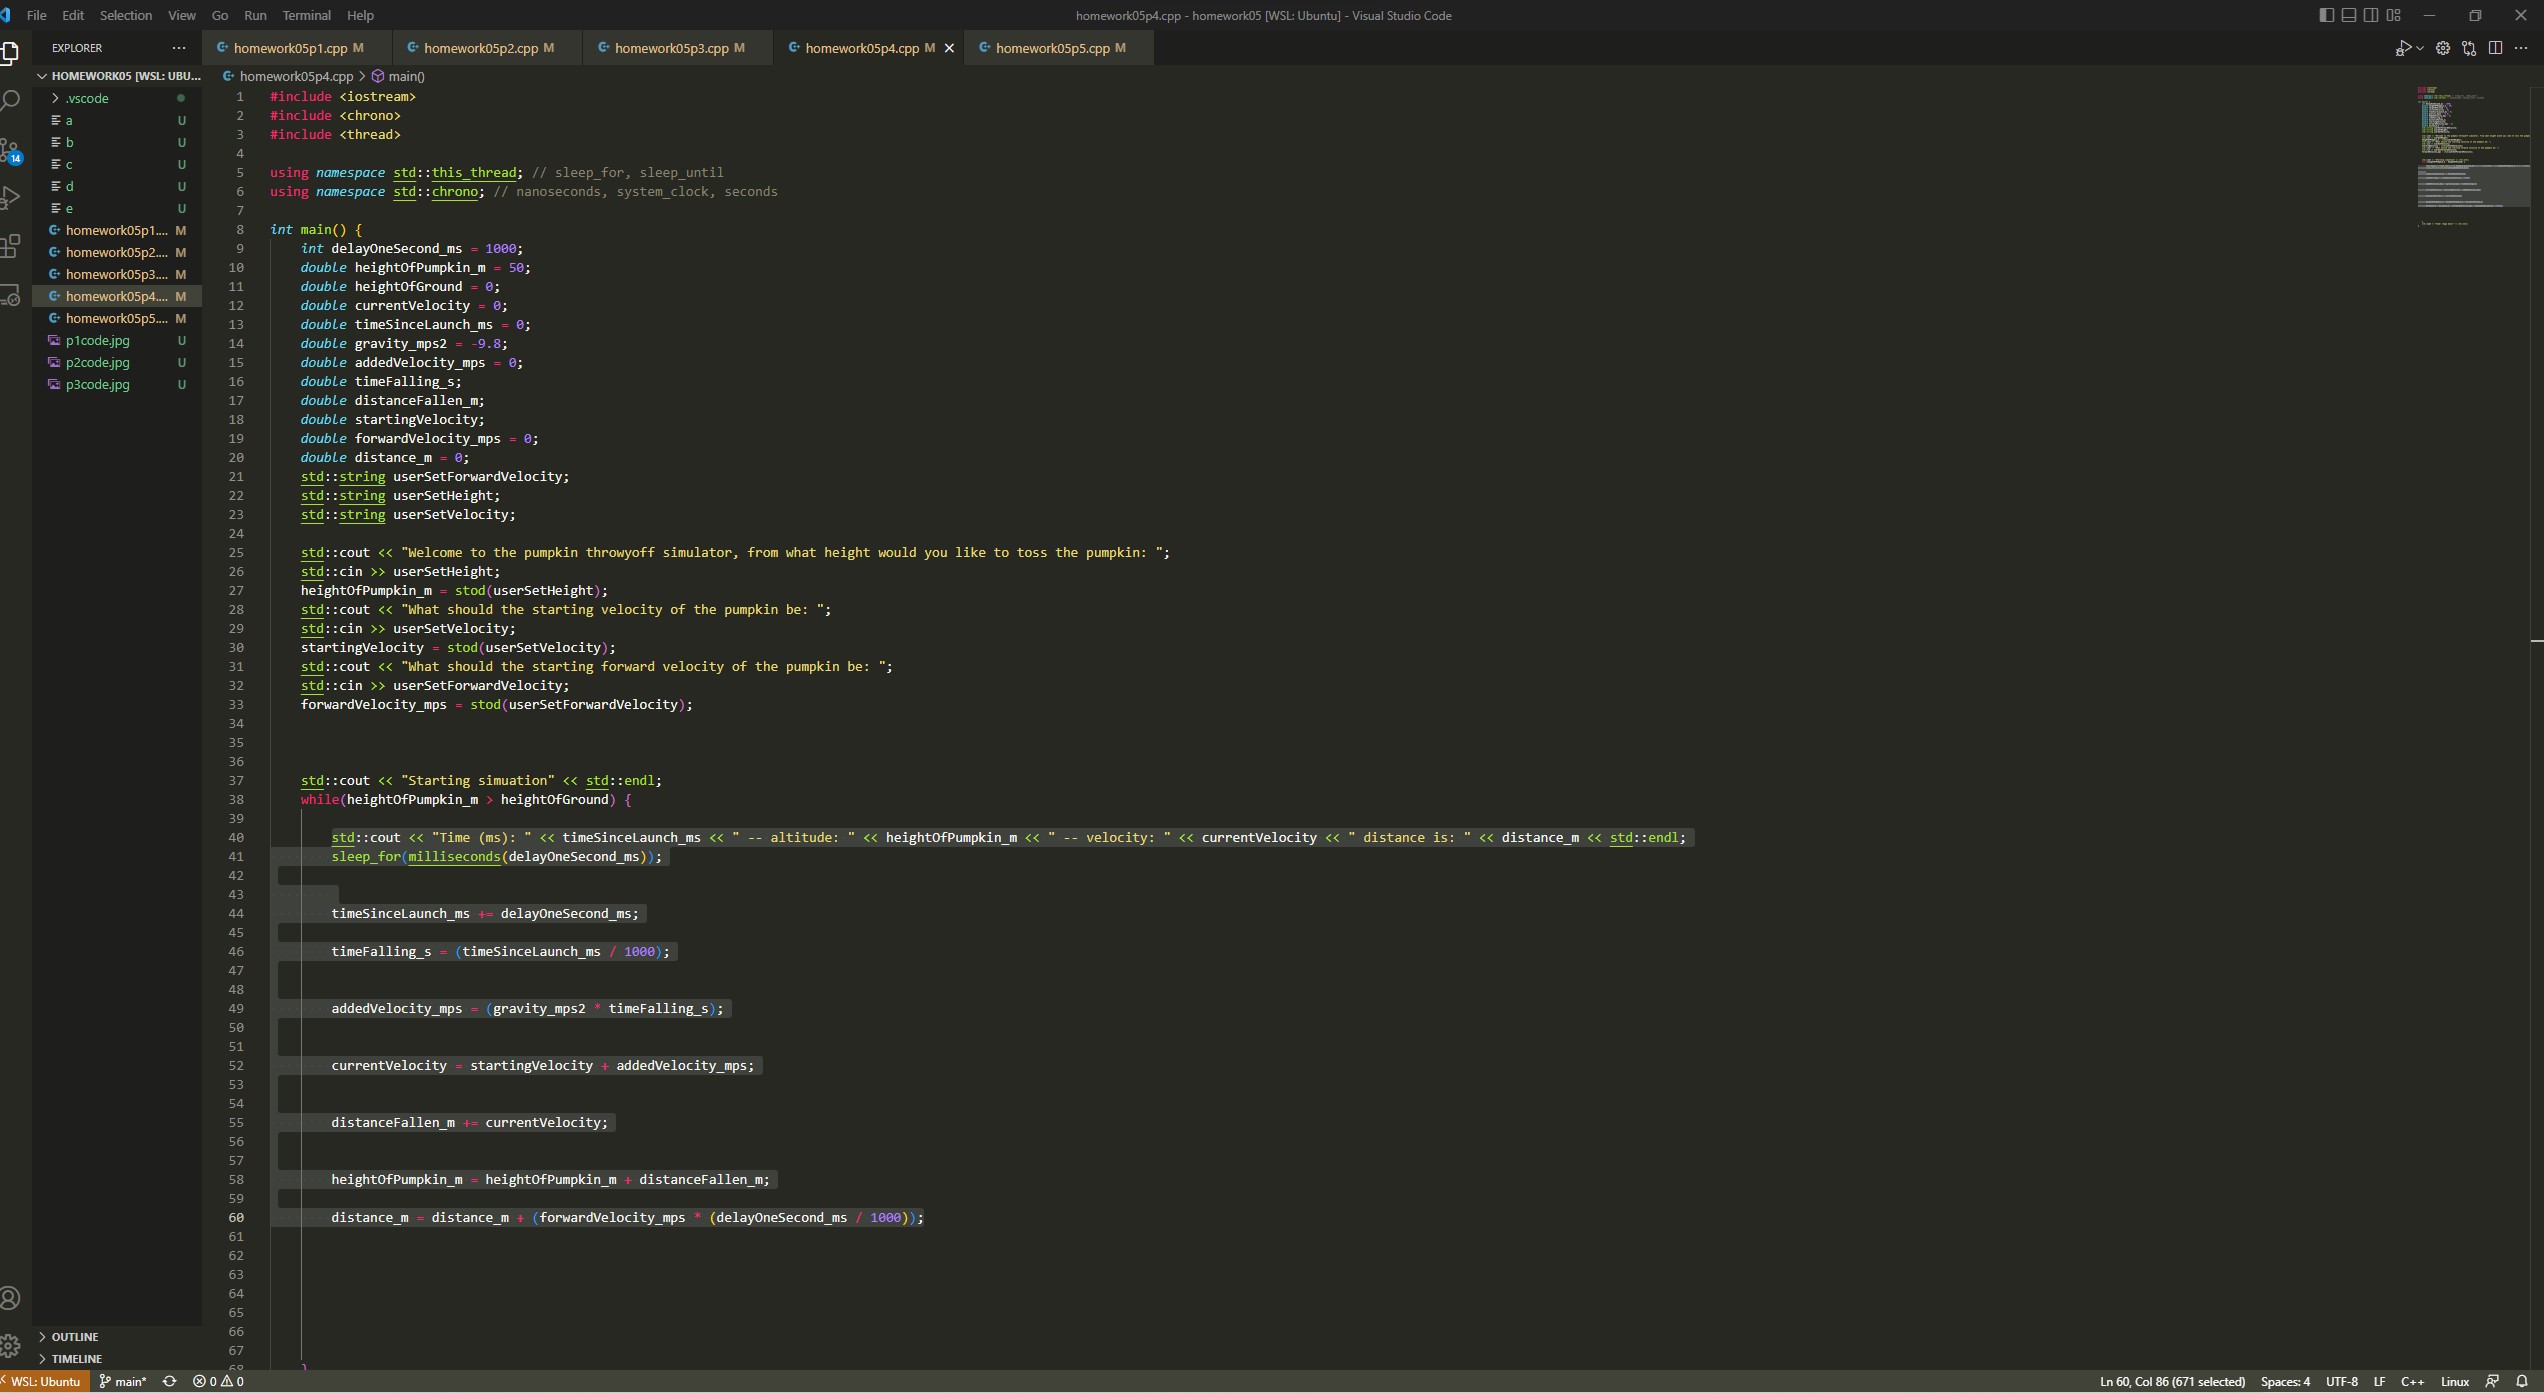 File Edit Selection View Go Run Terminal Help
homework05p4.cpp - homework05 [WSL: Ubuntu] - Visual Studio Code
EXPLORER ···
homework05p1.cpp M homework05p2.cpp M homework05p3.cpp M homework05p4.cpp M homework05p5.cpp M
HOMEWORK05 [WSL: UBU...
.vscode
a U
b U
c U
d U
e U
homework05p1.... M
homework05p2.... M
homework05p3.... M
homework05p4.... M
homework05p5.... M
p1code.jpg U
p2code.jpg U
p3code.jpg U
14
OUTLINE
TIMELINE
homework05p4.cpp > main()
1 #include <iostream>
2 #include <chrono>
3 #include <thread>
4
5 using namespace std::this_thread; // sleep_for, sleep_until
6 using namespace std::chrono; // nanoseconds, system_clock, seconds
7
8 int main() {
9 int delayOneSecond_ms = 1000;
10 double heightOfPumpkin_m = 50;
11 double heightOfGround = 0;
12 double currentVelocity = 0;
13 double timeSinceLaunch_ms = 0;
14 double gravity_mps2 = -9.8;
15 double addedVelocity_mps = 0;
16 double timeFalling_s;
17 double distanceFallen_m;
18 double startingVelocity;
19 double forwardVelocity_mps = 0;
20 double distance_m = 0;
21 std::string userSetForwardVelocity;
22 std::string userSetHeight;
23 std::string userSetVelocity;
24
25 std::cout << "Welcome to the pumpkin throwyoff simulator, from what height would you like to toss the pumpkin: ";
26 std::cin >> userSetHeight;
27 heightOfPumpkin_m = stod(userSetHeight);
28 std::cout << "What should the starting velocity of the pumpkin be: ";
29 std::cin >> userSetVelocity;
30 startingVelocity = stod(userSetVelocity);
31 std::cout << "What should the starting forward velocity of the pumpkin be: ";
32 std::cin >> userSetForwardVelocity;
33 forwardVelocity_mps = stod(userSetForwardVelocity);
34
35
36
37 std::cout << "Starting simuation" << std::endl;
38 while(heightOfPumpkin_m > heightOfGround) {
39
40 std::cout << "Time (ms): " << timeSinceLaunch_ms << " -- altitude: " << heightOfPumpkin_m << " -- velocity: " << currentVelocity << " distance is: " << distance_m << std::endl;
41 sleep_for(milliseconds(delayOneSecond_ms));
42
43
44 timeSinceLaunch_ms += delayOneSecond_ms;
45
46 timeFalling_s = (timeSinceLaunch_ms / 1000);
47
48
49 addedVelocity_mps = (gravity_mps2 * timeFalling_s);
50
51
52 currentVelocity = startingVelocity + addedVelocity_mps;
53
54
55 distanceFallen_m += currentVelocity;
56
57
58 heightOfPumpkin_m = heightOfPumpkin_m + distanceFallen_m;
59
60 distance_m = distance_m + (forwardVelocity_mps * (delayOneSecond_ms / 1000));
61
62
63
64
65
66
67
68 }
WSL: Ubuntu main* 0 0 Ln 60, Col 86 (671 selected) Spaces: 4 UTF-8 LF C++ Linux